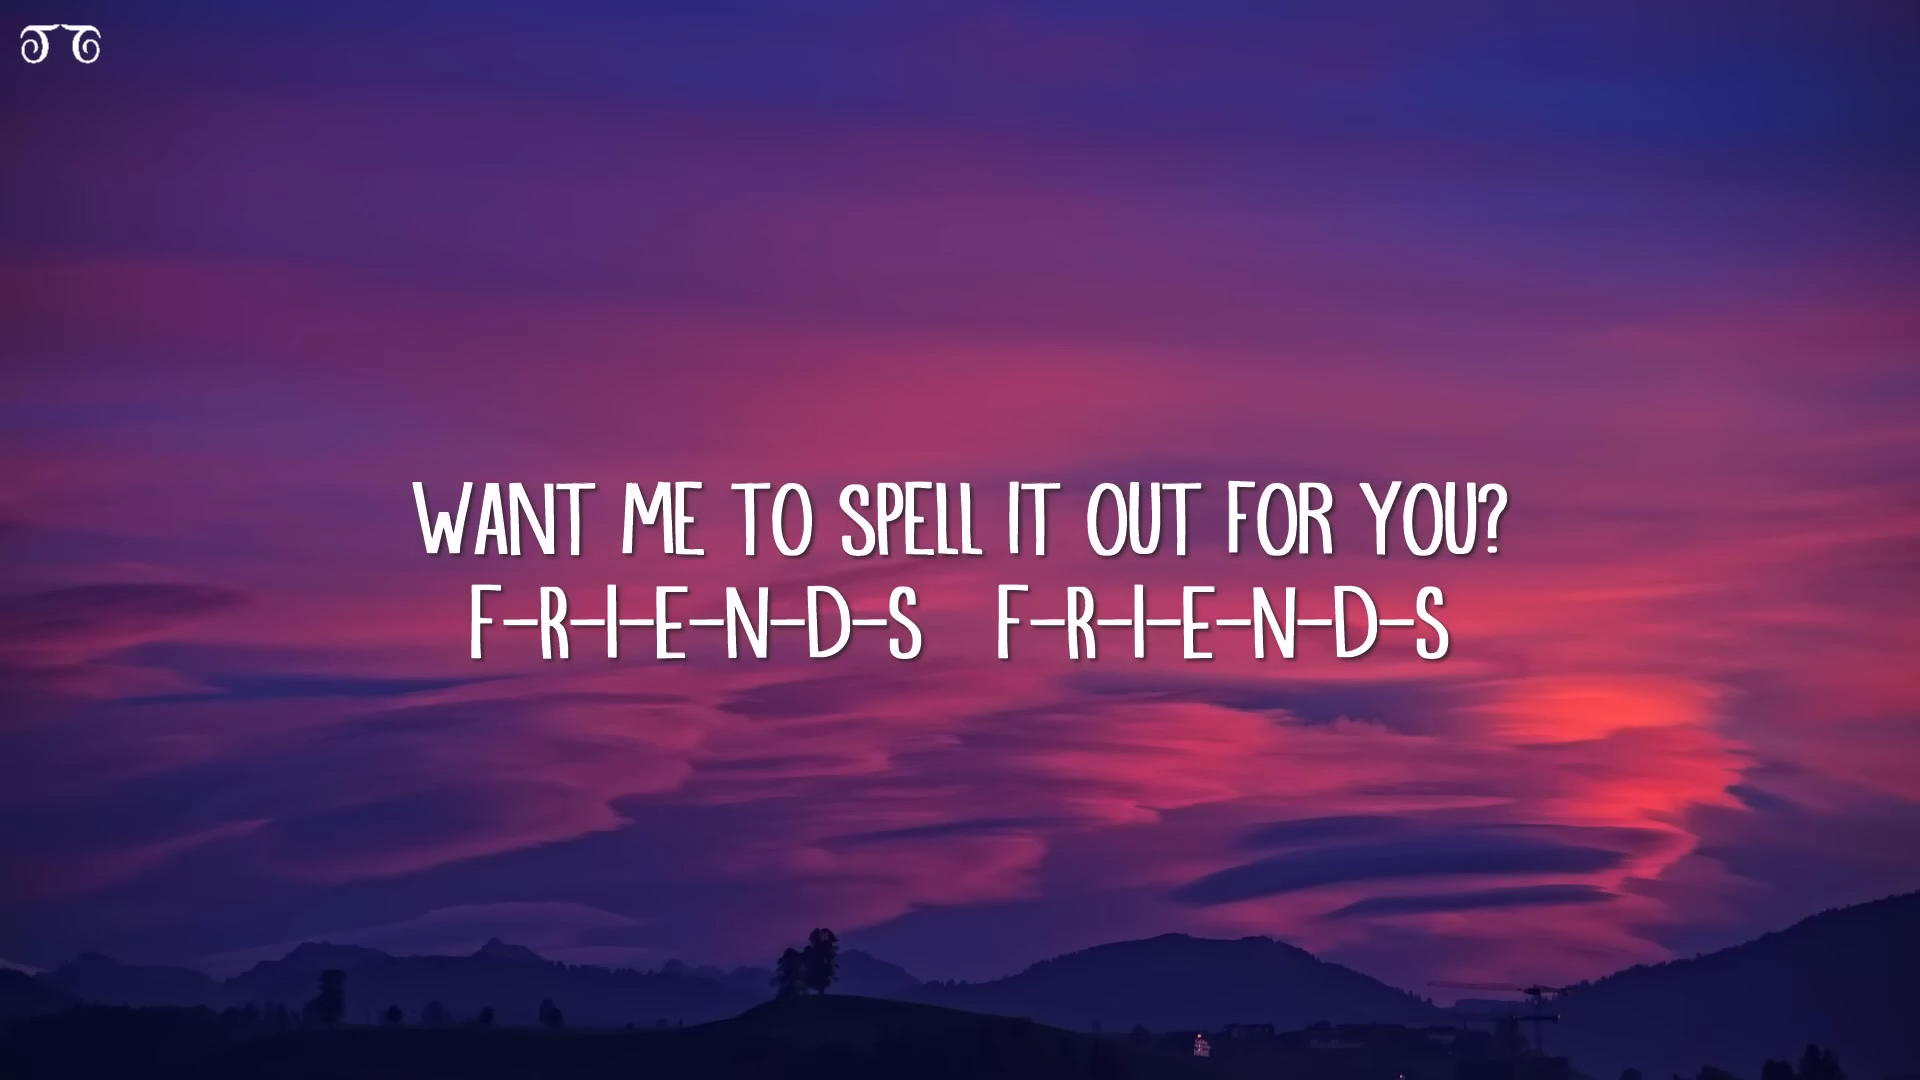 WANT ME TO SPELL IT OUT FOR YOU?
F-R-I-E-N-D-S F-R-I-E-N-D-S